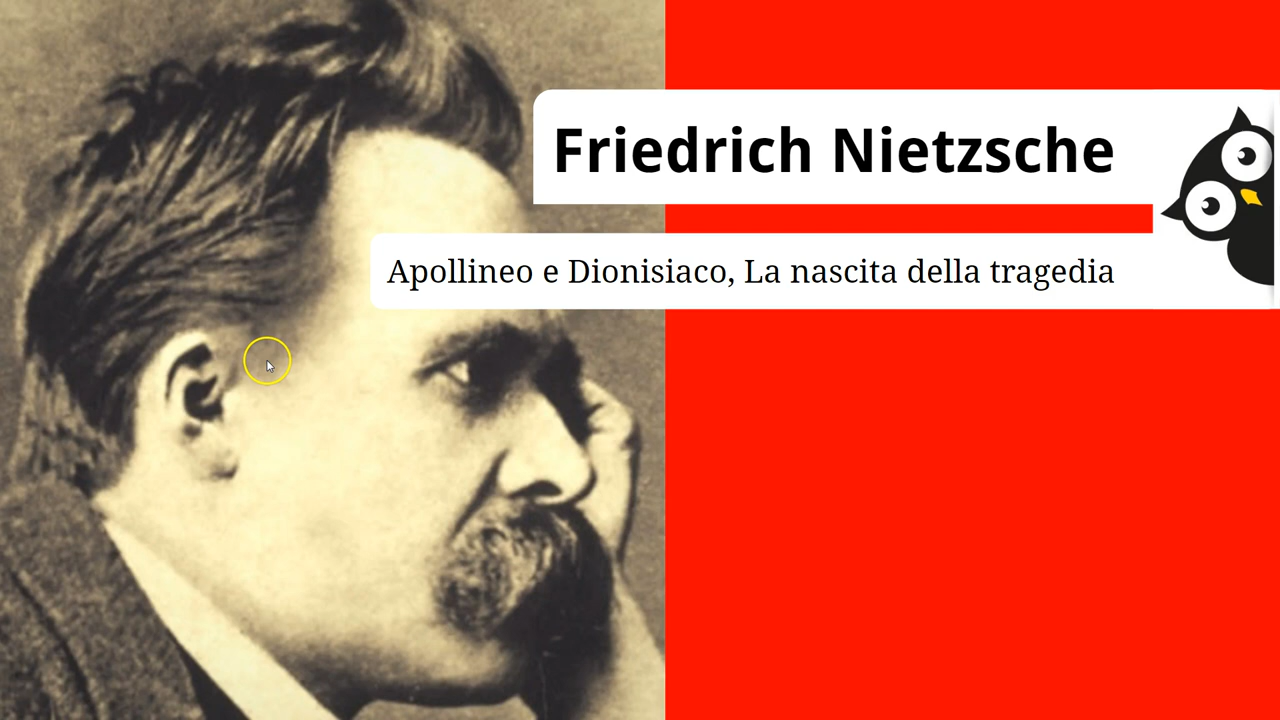 Friedrich Nietzsche
Apollineo e Dionisiaco, La nascita della tragedia